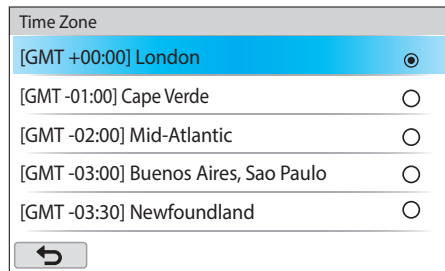 Time Zone
[GMT +00:00] London
[GMT -01:00] Cape Verde
[GMT -02:00] Mid-Atlantic
[GMT -03:00] Buenos Aires, Sao Paulo
[GMT -03:30] Newfoundland